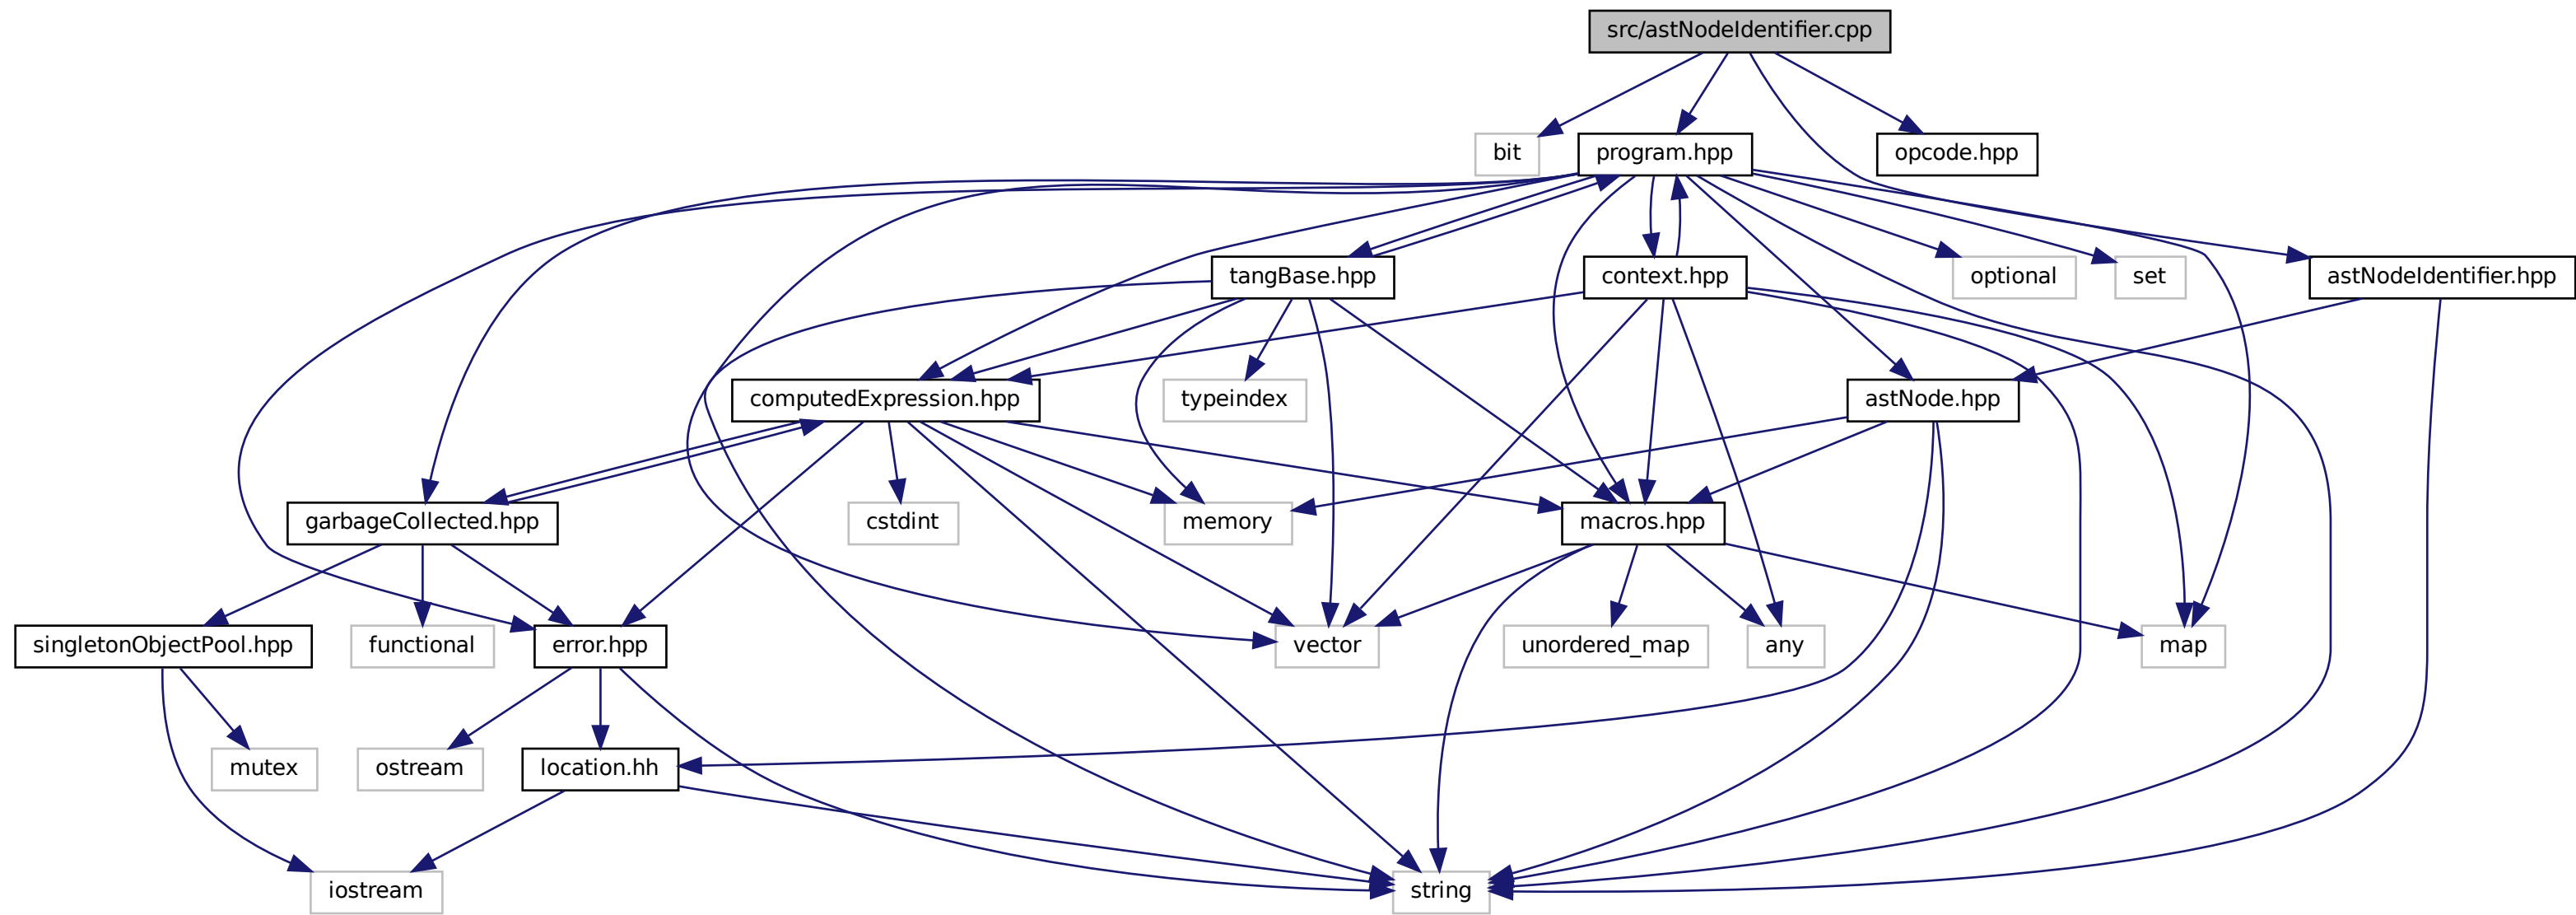 src/astNodeIdentifier.cpp
bit
program.hpp
opcode.hpp
tangBase.hpp
context.hpp
optional
set
astNodeIdentifier.hpp
computedExpression.hpp
typeindex
astNode.hpp
garbageCollected.hpp
cstdint
memory
macros.hpp
singletonObjectPool.hpp
functional
error.hpp
vector
unordered_map
any
map
mutex
ostream
location.hh
iostream
string